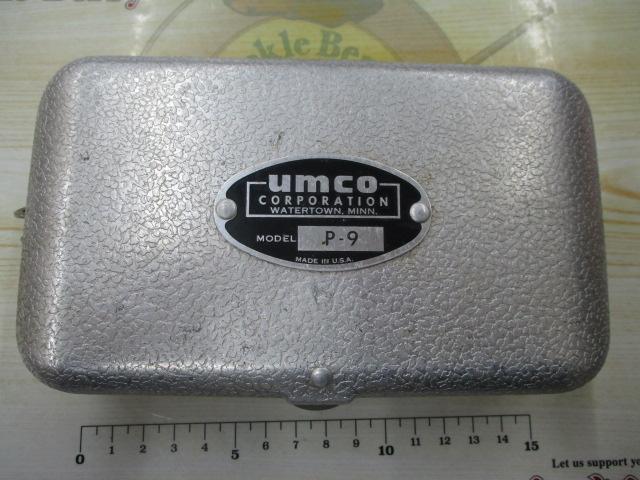 umco
CORPORATION
WATERTOWN, MINN.
MODEL P-9
MADE IN U.S.A.
0 1 2 3 4 5 6 7 8 9 10 11 12 13 14 15
Let us support